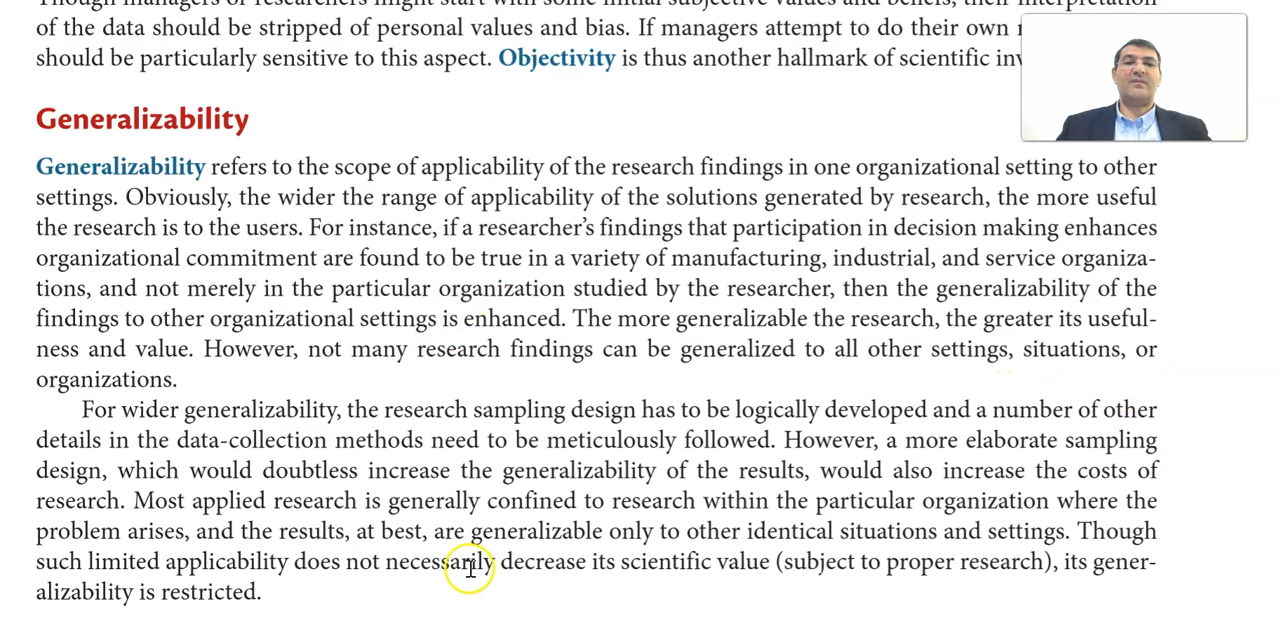 of the data should be stripped of personal values and bias. If managers attempt to do their own
should be particularly sensitive to this aspect. Objectivity is thus another hallmark of scientific
Generalizability
Generalizability refers to the scope of applicability of the research findings in one organizational setting to other
settings. Obviously, the wider the range of applicability of the solutions generated by research, the more useful
the research is to the users. For instance, if a researcher’s findings that participation in decision making enhances
organizational commitment are found to be true in a variety of manufacturing, industrial, and service organiza-
tions, and not merely in the particular organization studied by the researcher, then the generalizability of the
findings to other organizational settings is enhanced. The more generalizable the research, the greater its useful-
ness and value. However, not many research findings can be generalized to all other settings, situations, or
organizations.
For wider generalizability, the research sampling design has to be logically developed and a number of other
details in the data-collection methods need to be meticulously followed. However, a more elaborate sampling
design, which would doubtless increase the generalizability of the results, would also increase the costs of
research. Most applied research is generally confined to research within the particular organization where the
problem arises, and the results, at best, are generalizable only to other identical situations and settings. Though
such limited applicability does not necessarily decrease its scientific value (subject to proper research), its gener-
alizability is restricted.